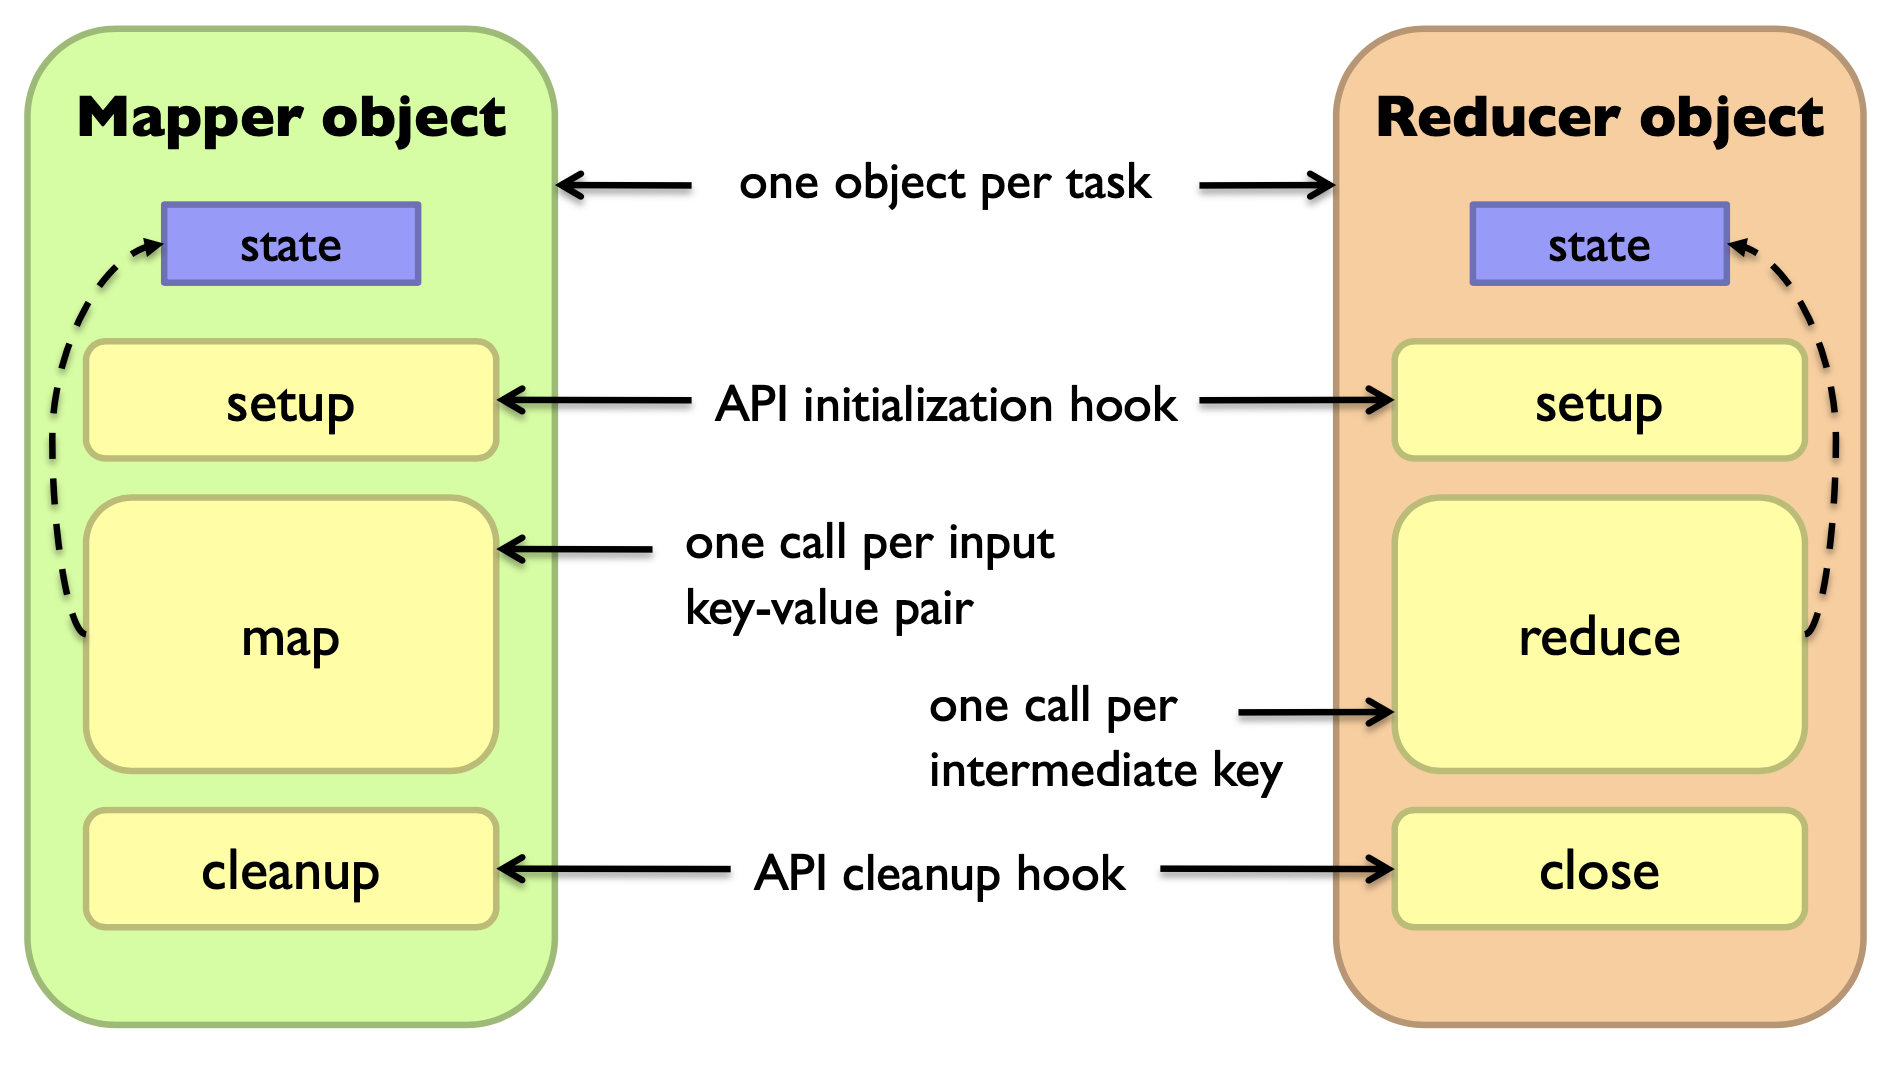 Mapper object
Reducer object
one object per task
state
state
setup
API initialization hook
setup
one call per input
key-value pair
map
reduce
one call per
intermediate key
cleanup
API cleanup hook
close